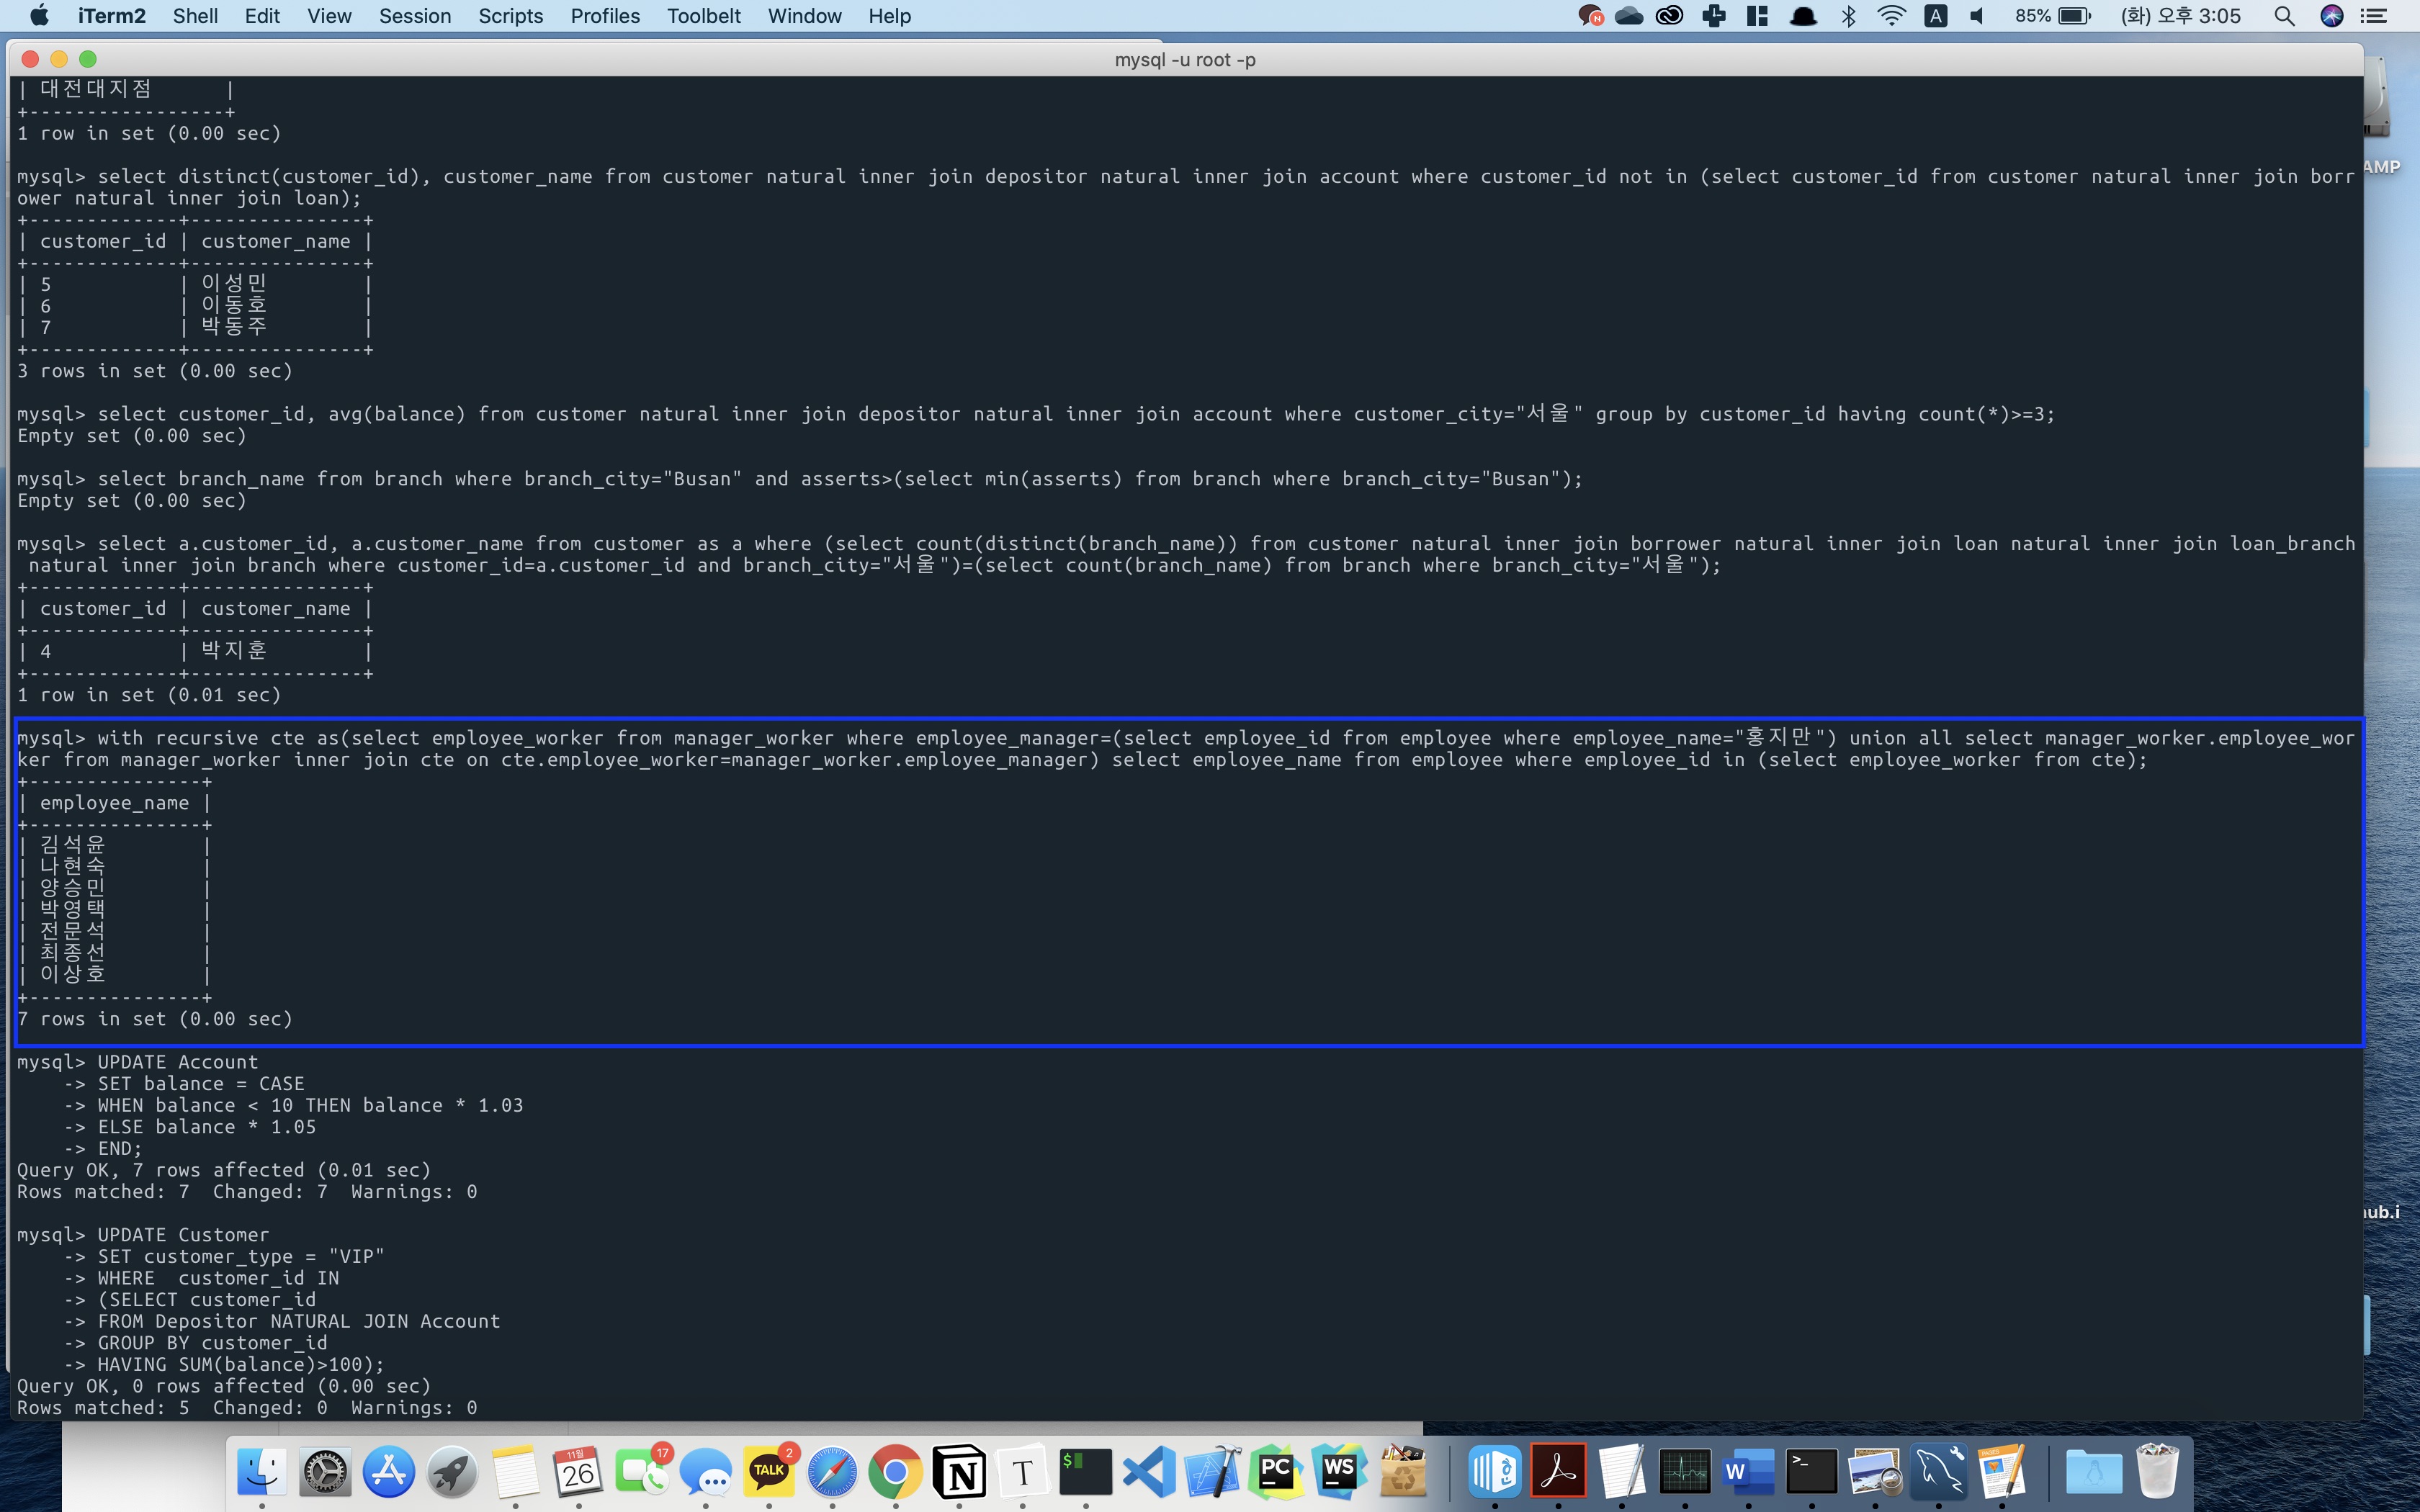 iTerm2 Shell Edit View Session Scripts Profiles Toolbelt Window Help 85% (화) 오후 3:05
mysql -u root -p
| 대전대지점 |
+-----------------+
1 row in set (0.00 sec)
mysql> select distinct(customer_id), customer_name from customer natural inner join depositor natural inner join account where customer_id not in (select customer_id from customer natural inner join borr
ower natural inner join loan);
+-------------+---------------+
| customer_id | customer_name |
+-------------+---------------+
| 5 | 이성민 |
| 6 | 이동호 |
| 7 | 박동주 |
+-------------+---------------+
3 rows in set (0.00 sec)
mysql> select customer_id, avg(balance) from customer natural inner join depositor natural inner join account where customer_city="서울" group by customer_id having count(*)>=3;
Empty set (0.00 sec)
mysql> select branch_name from branch where branch_city="Busan" and asserts>(select min(asserts) from branch where branch_city="Busan");
Empty set (0.00 sec)
mysql> select a.customer_id, a.customer_name from customer as a where (select count(distinct(branch_name)) from customer natural inner join borrower natural inner join loan natural inner join loan_branch
natural inner join branch where customer_id=a.customer_id and branch_city="서울")=(select count(branch_name) from branch where branch_city="서울");
+-------------+---------------+
| customer_id | customer_name |
+-------------+---------------+
| 4 | 박지훈 |
+-------------+---------------+
1 row in set (0.01 sec)
mysql> with recursive cte as(select employee_worker from manager_worker where employee_manager=(select employee_id from employee where employee_name="홍지만") union all select manager_worker.employee_wor
ker from manager_worker inner join cte on cte.employee_worker=manager_worker.employee_manager) select employee_name from employee where employee_id in (select employee_worker from cte);
+---------------+
| employee_name |
+---------------+
| 김석윤 |
| 나현숙 |
| 양승민 |
| 박영택 |
| 전문석 |
| 최종선 |
| 이상호 |
+---------------+
7 rows in set (0.00 sec)
mysql> UPDATE Account
-> SET balance = CASE
-> WHEN balance < 10 THEN balance * 1.03
-> ELSE balance * 1.05
-> END;
Query OK, 7 rows affected (0.01 sec)
Rows matched: 7 Changed: 7 Warnings: 0
mysql> UPDATE Customer
-> SET customer_type = "VIP"
-> WHERE customer_id IN
-> (SELECT customer_id
-> FROM Depositor NATURAL JOIN Account
-> GROUP BY customer_id
-> HAVING SUM(balance)>100);
Query OK, 0 rows affected (0.00 sec)
Rows matched: 5 Changed: 0 Warnings: 0
AMP
ub.i
11월
26
17
TALK
2
N
T
$
PC
WS
W
>_
PAGES